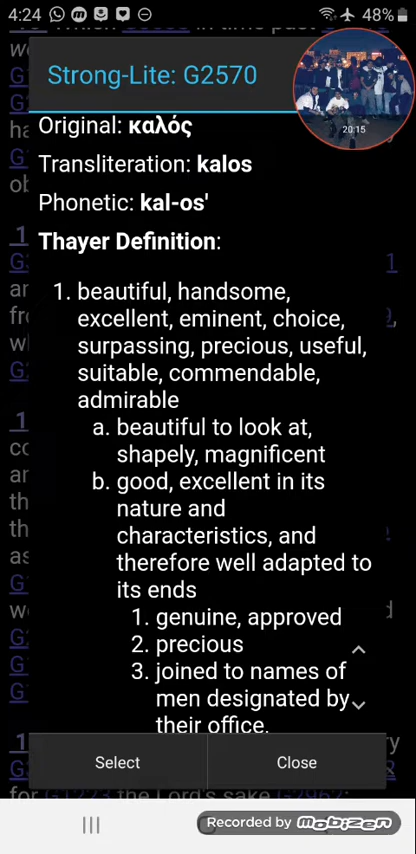 4:24
48%
Strong-Lite: G2570
20:15
Original: καλός
Transliteration: kalos
Phonetic: kal-os'
Thayer Definition:
1. beautiful, handsome,
excellent, eminent, choice,
surpassing, precious, useful,
suitable, commendable,
admirable
a. beautiful to look at,
shapely, magnificent
b. good, excellent in its
nature and
characteristics, and
therefore well adapted to
its ends
1. genuine, approved
2. precious
3. joined to names of
men designated by
their office,
Select Close
for G1223 the Lord's sake G2962;
Recorded by mobizen